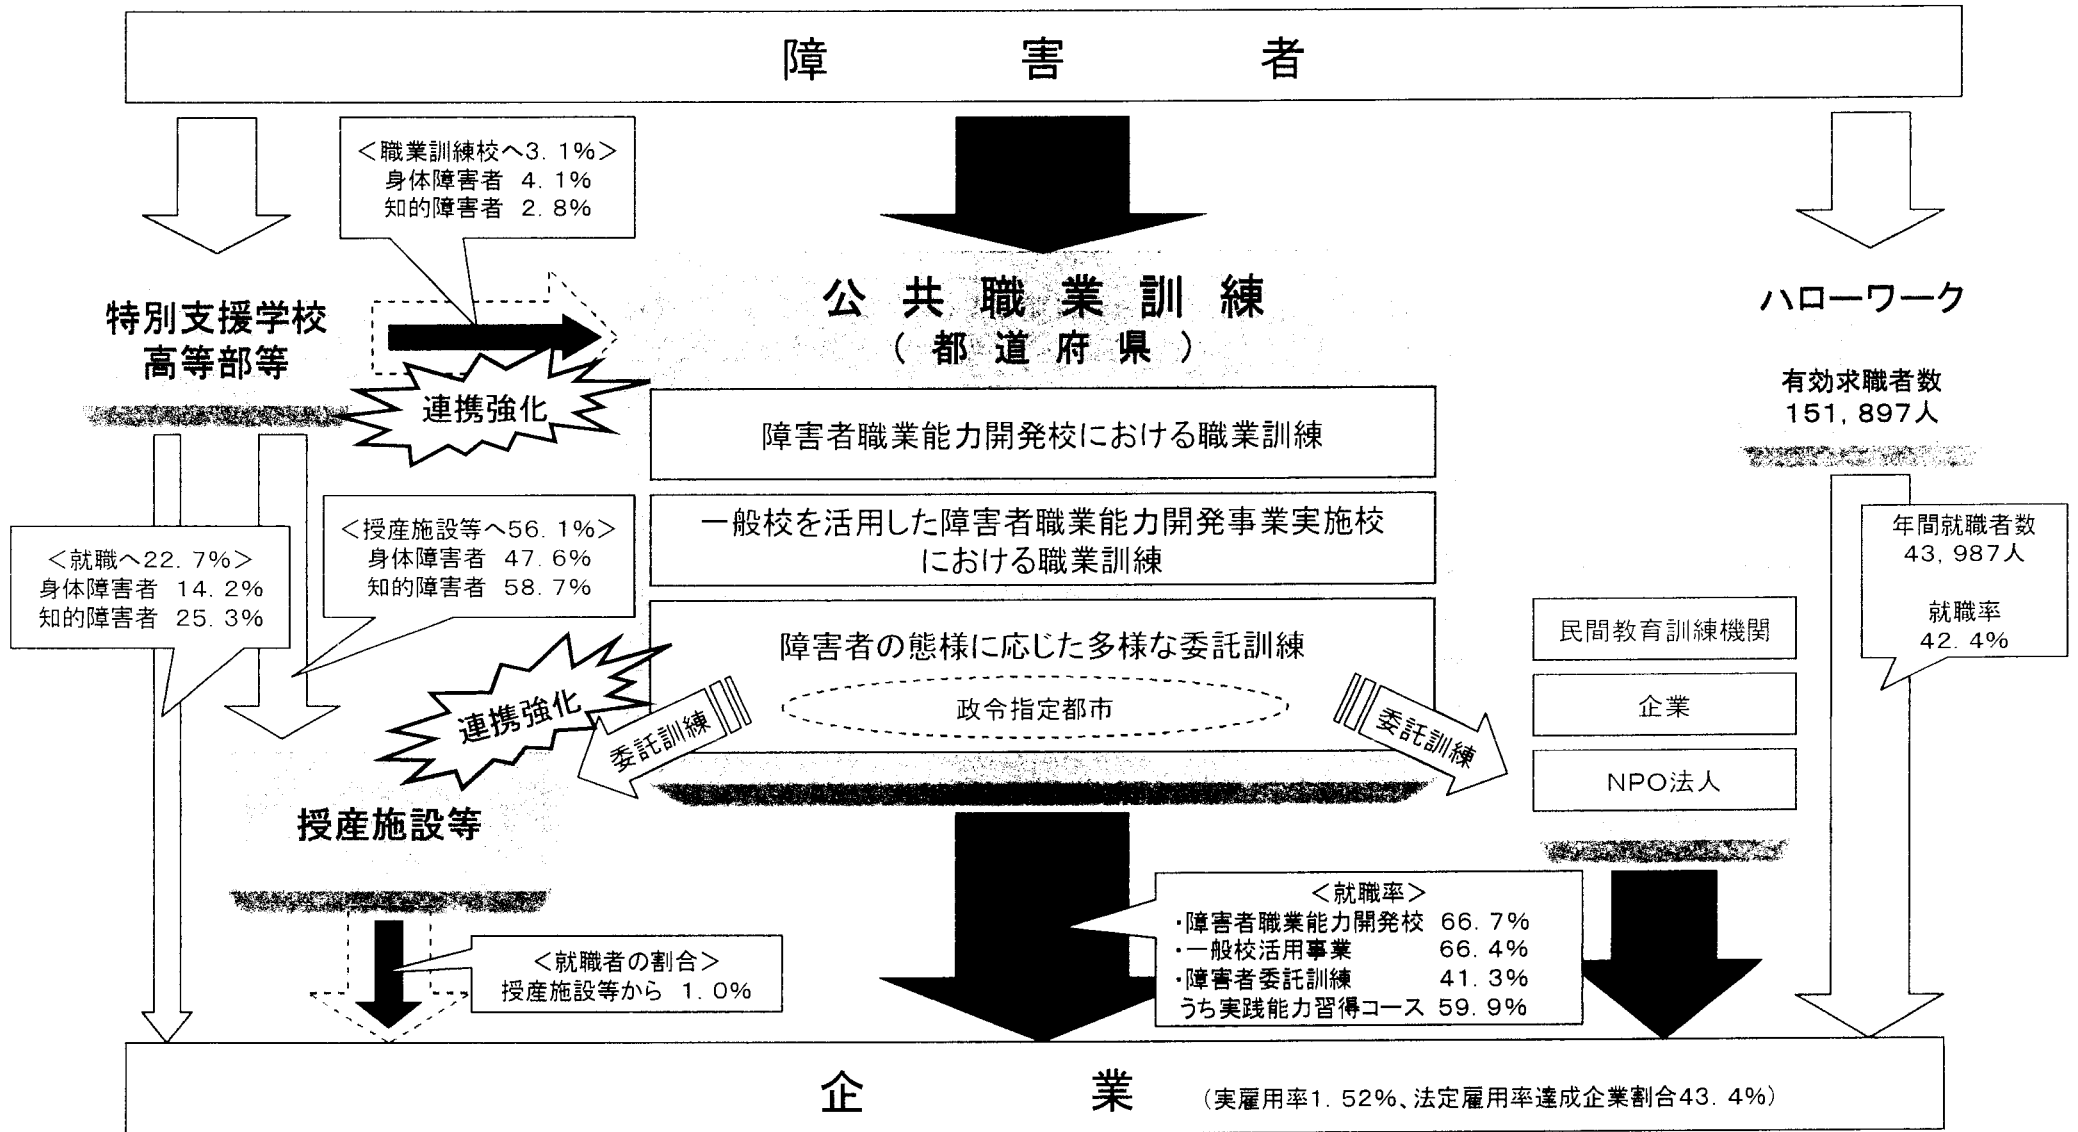 障害者
＜職業訓練校へ3．1％＞
身体障害者 4．1％
知的障害者 2．8％
特別支援学校
高等部等
連携強化
公共職業訓練
（都道府県）
ハローワーク
有効求職者数
151，897人
障害者職業能力開発校における職業訓練
一般校を活用した障害者職業能力開発事業実施校
における職業訓練
障害者の態様に応じた多様な委託訓練
政令指定都市
＜就職へ22．7％＞
身体障害者 14．2％
知的障害者 25．3％
＜授産施設等へ56．1％＞
身体障害者 47．6％
知的障害者 58．7％
連携強化
委託訓練
委託訓練
民間教育訓練機関
企業
NPO法人
年間就職者数
43，987人
就職率
42．4％
授産施設等
＜就職者の割合＞
授産施設等から 1．0％
＜就職率＞
・障害者職業能力開発校 66．7％
・一般校活用事業 66．4％
・障害者委託訓練 41．3％
うち実践能力習得コース 59．9％
企業 （実雇用率1．52％、法定雇用率達成企業割合43．4％）